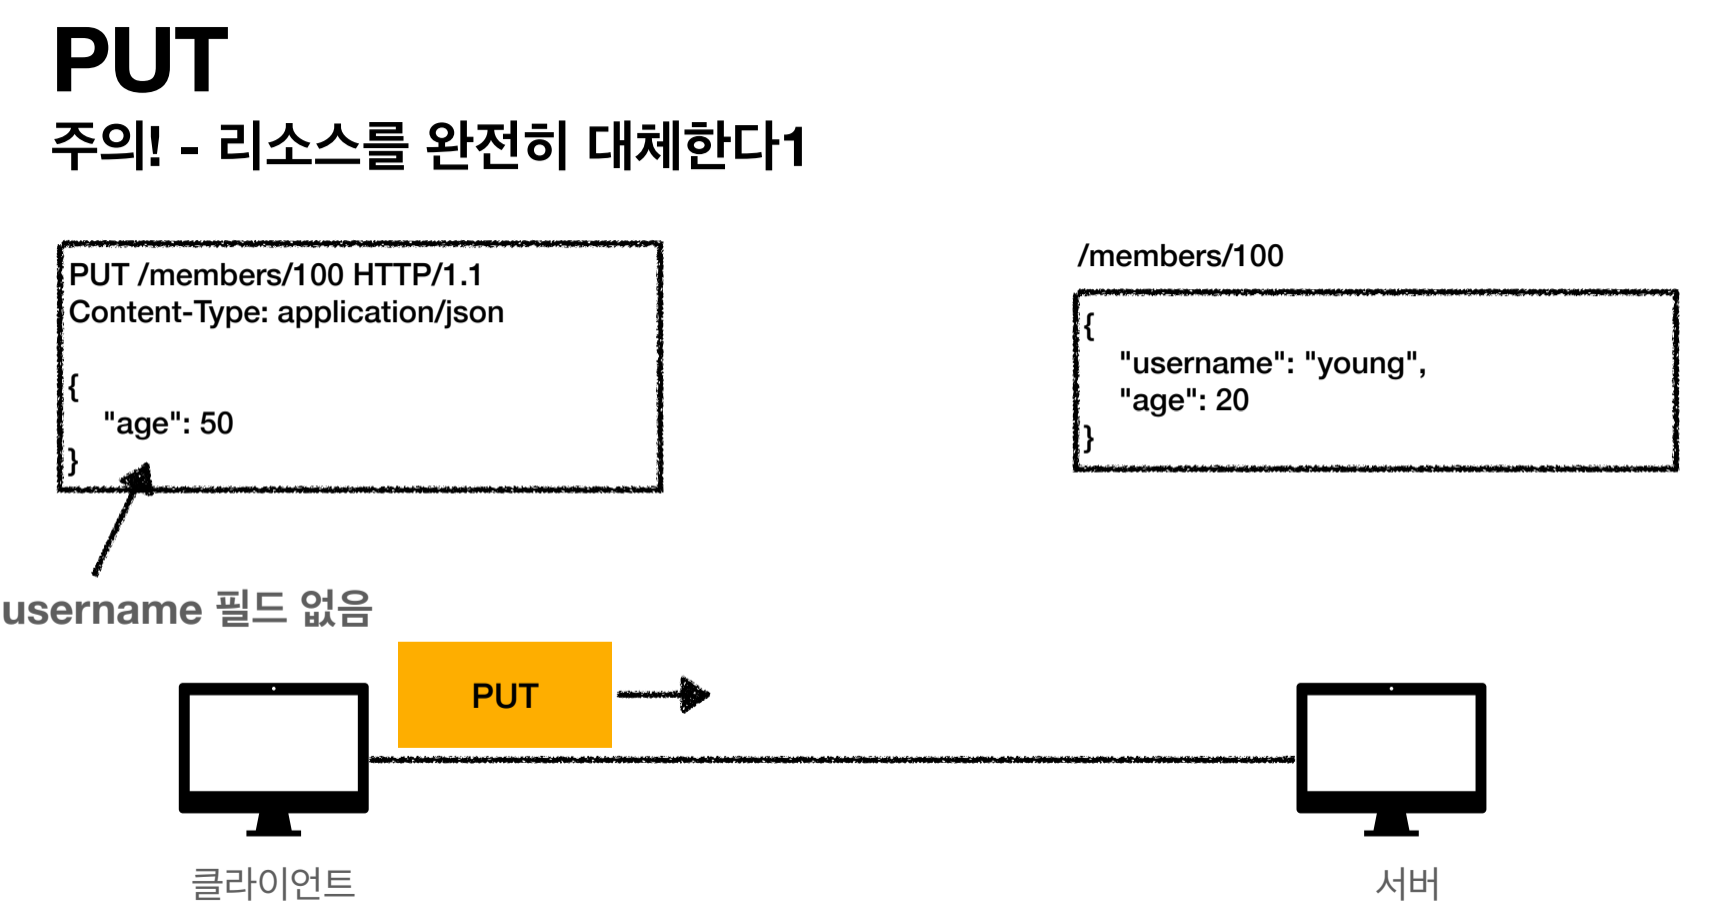 PUT
주의! - 리소스를 완전히 대체한다1
PUT /members/100 HTTP/1.1
Content-Type: application/json
{
"age": 50
}
username 필드 없음
/members/100
{
"username": "young",
"age": 20
}
PUT
클라이언트
서버